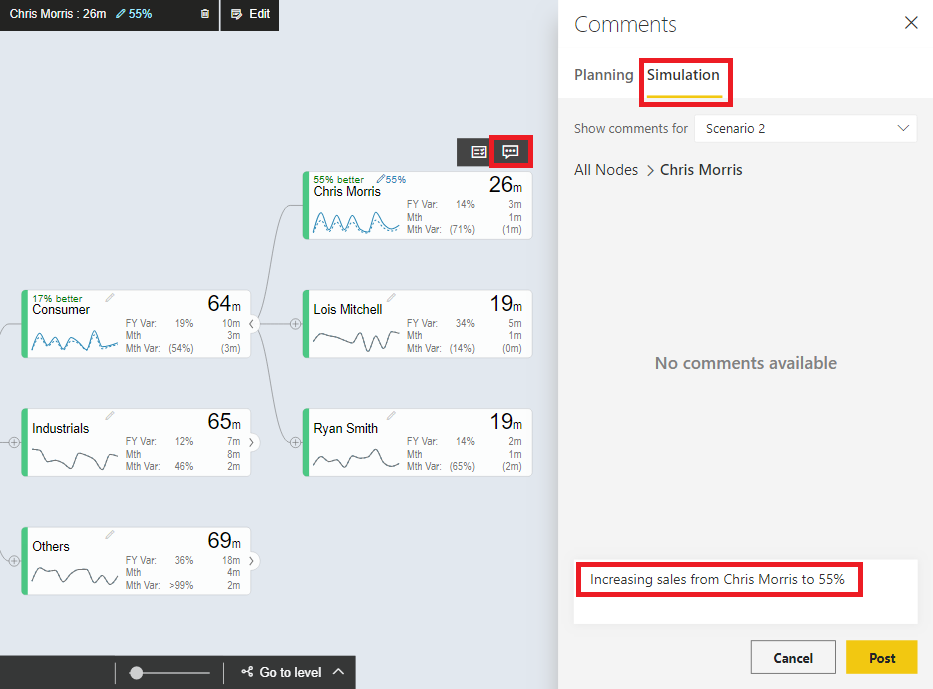 Chris Morris : 26m 55% Edit
55% better 55%
Chris Morris
26m
FY Var: 14% 3m
Mth 1m
Mth Var: (71%) (1m)
17% better
Consumer
64m
FY Var: 19% 10m
Mth 3m
Mth Var: (54%) (3m)
Lois Mitchell
19m
FY Var: 34% 5m
Mth 1m
Mth Var: (14%) (0m)
Industrials
65m
FY Var: 12% 7m
Mth 8m
Mth Var: 46% 2m
Ryan Smith
19m
FY Var: 14% 2m
Mth 1m
Mth Var: (65%) (2m)
Others
69m
FY Var: 36% 18m
Mth 4m
Mth Var: >99% 2m
Go to level
Comments
Planning Simulation
Show comments for Scenario 2
All Nodes > Chris Morris
No comments available
Increasing sales from Chris Morris to 55%
Cancel Post